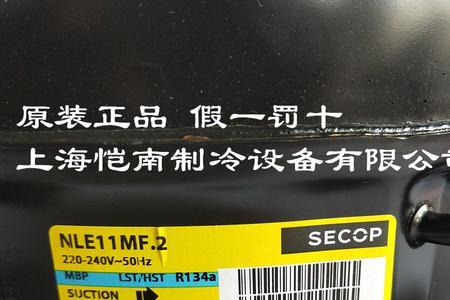 原装正品 假一罚十
上海恺南制冷设备有限公司
NLE11MF.2
SECOP
220-240V~50Hz
MBP LST/HST R134a
SUCTION